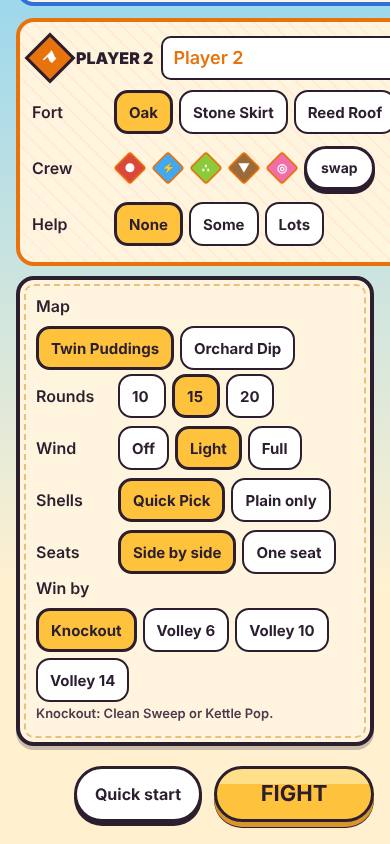 PLAYER 2 Player 2
Fort Oak Stone Skirt Reed Roof
Crew swap
Help None Some Lots
Map
Twin Puddings Orchard Dip
Rounds 10 15 20
Wind Off Light Full
Shells Quick Pick Plain only
Seats Side by side One seat
Win by
Knockout Volley 6 Volley 10
Volley 14
Knockout: Clean Sweep or Kettle Pop.
Quick start FIGHT